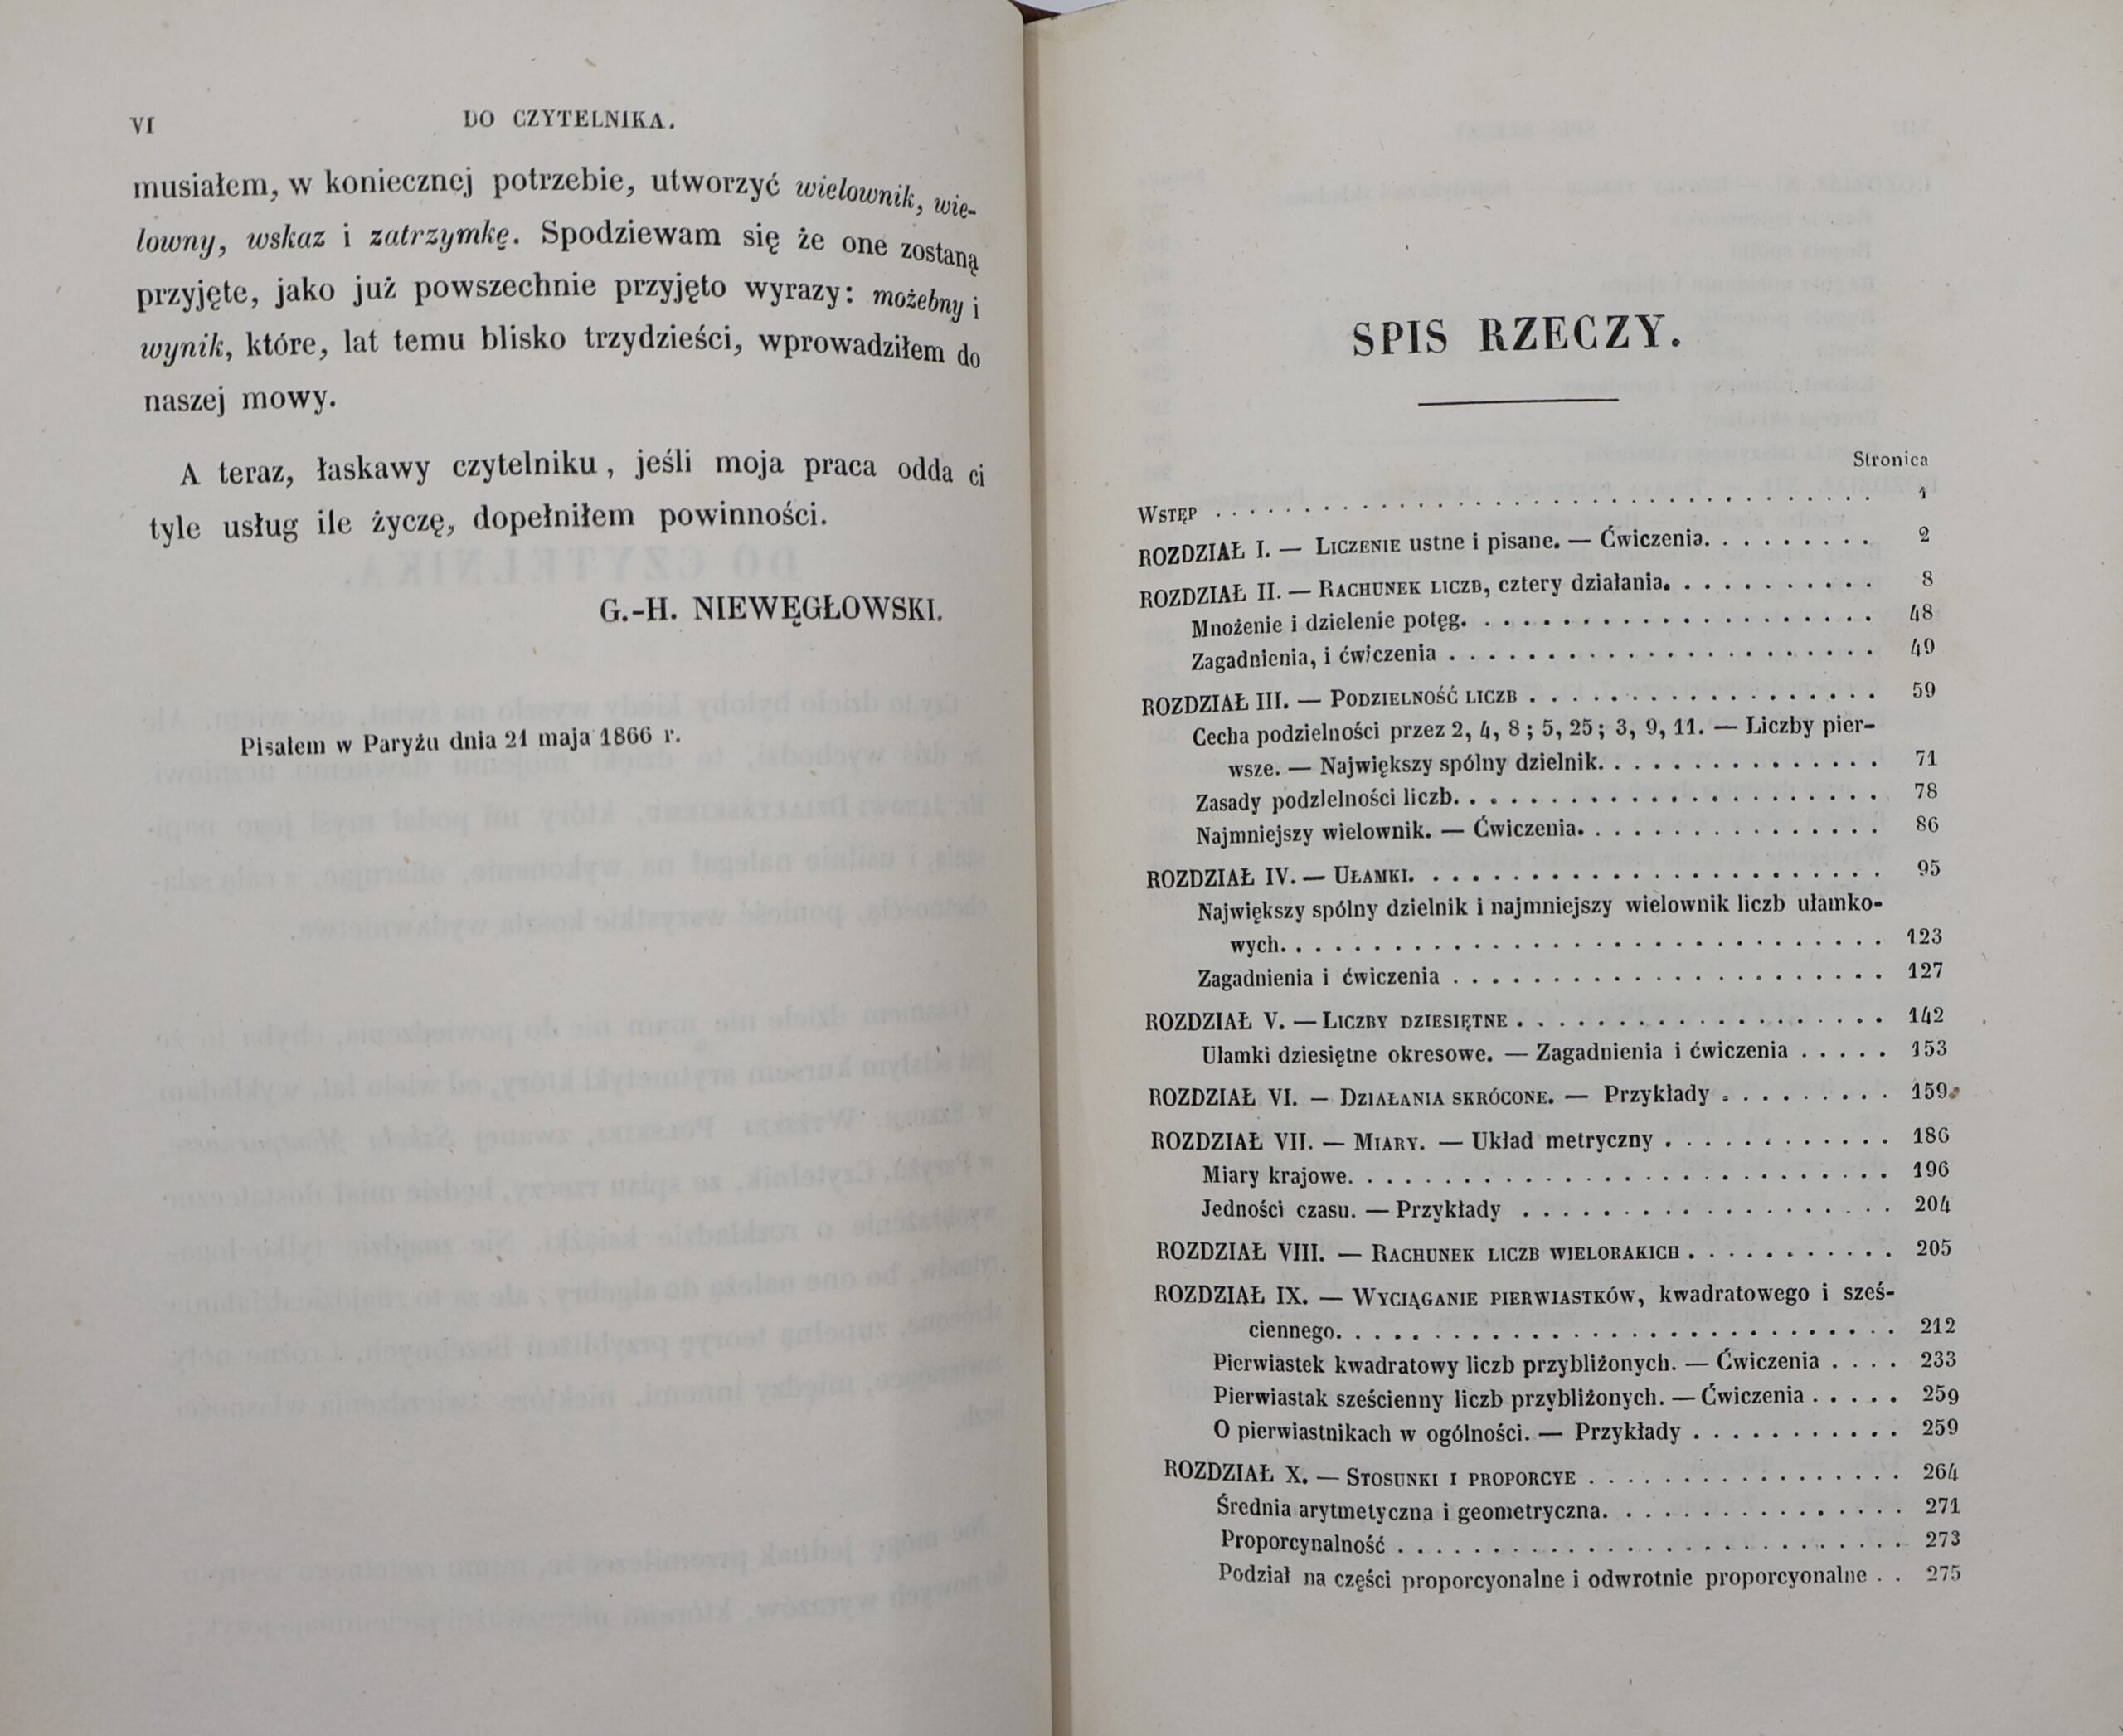 VI
DO CZYTELNIKA.
musiałem, w koniecznej potrzebie, utworzyć wielownik, wie-
lowny, wskaz i zatrzymkę. Spodziewam się że one zostaną
przyjęte, jako już powszechnie przyjęto wyrazy: możebny i
wynik, które, lat temu blisko trzydzieści, wprowadziłem do
naszej mowy.
A teraz, łaskawy czytelniku, jeśli moja praca odda ci
tyle usług ile życzę, dopełniłem powinności.
G.-H. NIEWĘGŁOWSKI.
Pisałem w Paryżu dnia 21 maja 1866 r.
SPIS RZECZY.
Stronica
Wstęp . . . . . . . . . . . . . . . . . . . . 1
ROZDZIAŁ I. — Liczenie ustne i pisane. — Ćwiczenia. . . . . . . . . 2
ROZDZIAŁ II. — Rachunek liczb, cztery działania. . . . . . . . . . 8
Mnożenie i dzielenie potęg. . . . . . . . . . . . . . . . . . 48
Zagadnienia, i ćwiczenia . . . . . . . . . . . . . . . . . . 49
ROZDZIAŁ III. — Podzielność liczb . . . . . . . . . . . . . . . 59
Cecha podzielności przez 2, 4, 8 ; 5, 25 ; 3, 9, 11. — Liczby pier-
wsze. — Największy spólny dzielnik. . . . . . . . . . . . . . 71
Zasady podzlelności liczb. . . . . . . . . . . . . . . . . . 78
Najmniejszy wielownik. — Ćwiczenia. . . . . . . . . . . . . . 86
ROZDZIAŁ IV. — Ułamki. . . . . . . . . . . . . . . . . . . . 95
Największy spólny dzielnik i najmniejszy wielownik liczb ułamko-
wych. . . . . . . . . . . . . . . . . . . . . . . . . . . 123
Zagadnienia i ćwiczenia . . . . . . . . . . . . . . . . . . 127
ROZDZIAŁ V. — Liczby dziesiętne . . . . . . . . . . . . . . . . 142
Ułamki dziesiętne okresowe. — Zagadnienia i ćwiczenia . . . . . 153
ROZDZIAŁ VI. — Działania skrócone. — Przykłady . . . . . . . . . 159
ROZDZIAŁ VII. — Miary. — Układ metryczny . . . . . . . . . . . . 186
Miary krajowe. . . . . . . . . . . . . . . . . . . . . . . 196
Jedności czasu. — Przykłady . . . . . . . . . . . . . . . . 204
ROZDZIAŁ VIII. — Rachunek liczb wielorakich . . . . . . . . . . . 205
ROZDZIAŁ IX. — Wyciąganie pierwiastków, kwadratowego i sześ-
ciennego. . . . . . . . . . . . . . . . . . . . . . . . . . 212
Pierwiastek kwadratowy liczb przybliżonych. — Ćwiczenia . . . . 233
Pierwiastak sześcienny liczb przybliżonych. — Ćwiczenia . . . . . 259
O pierwiastnikach w ogólności. — Przykłady . . . . . . . . . . . 259
ROZDZIAŁ X. — Stosunki i proporcye . . . . . . . . . . . . . . . 264
Średnia arytmetyczna i geometryczna. . . . . . . . . . . . . . 271
Proporcynalność . . . . . . . . . . . . . . . . . . . . . . 273
Podział na części proporcyonalne i odwrotnie proporcyonalne . . 275